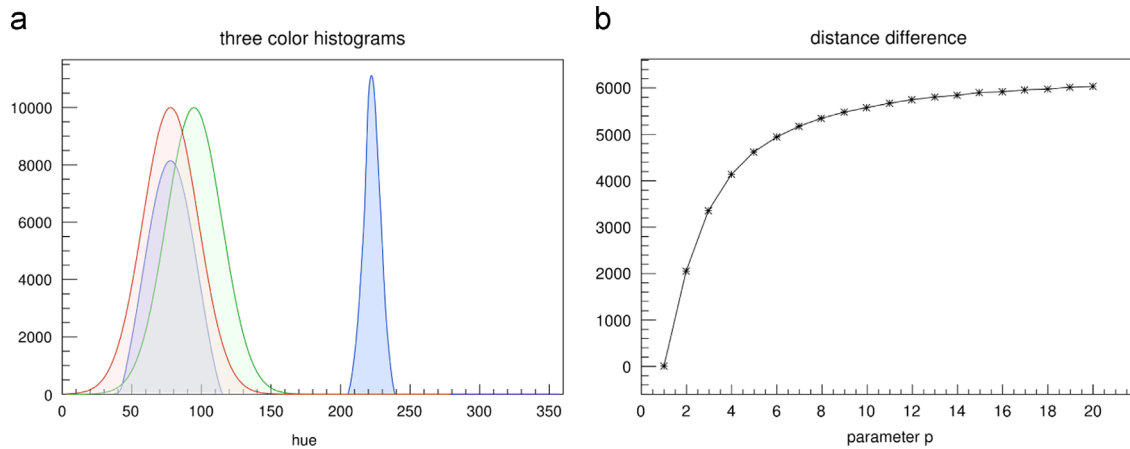 a
three color histograms
10000
8000
6000
4000
2000
0
0 50 100 150 200 250 300 350
hue
b
distance difference
6000
5000
4000
3000
2000
1000
0
0 2 4 6 8 10 12 14 16 18 20
parameter p